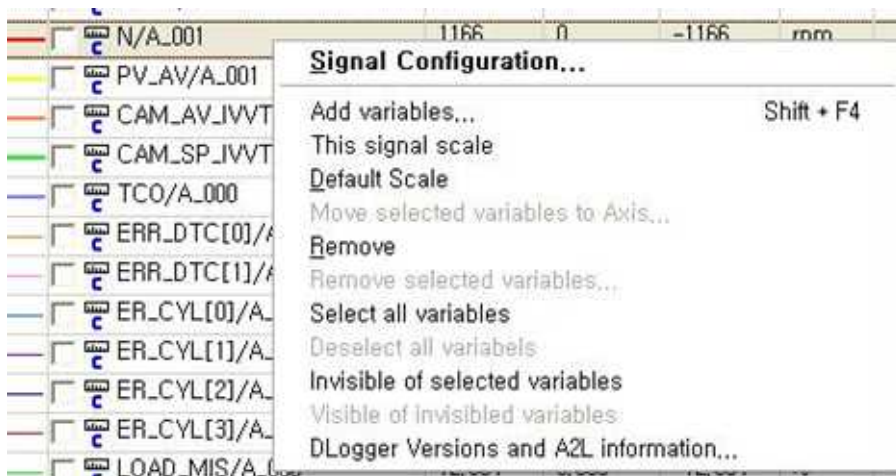 N/A_001 1166 0 -1166 rpm
PV_AV/A_001
CAM_AV_IVVT
CAM_SP_IVVT
TCO/A_000
ERR_DTC[0]/A
ERR_DTC[1]/A
ER_CYL[0]/A_
ER_CYL[1]/A_
ER_CYL[2]/A_
ER_CYL[3]/A_
LOAD_MIS/A_
Signal Configuration...
Add variables... Shift + F4
This signal scale
Default Scale
Move selected variables to Axis...
Remove
Remove selected variables...
Select all variables
Deselect all variabels
Invisible of selected variables
Visible of invisibled variables
DLogger Versions and A2L information...